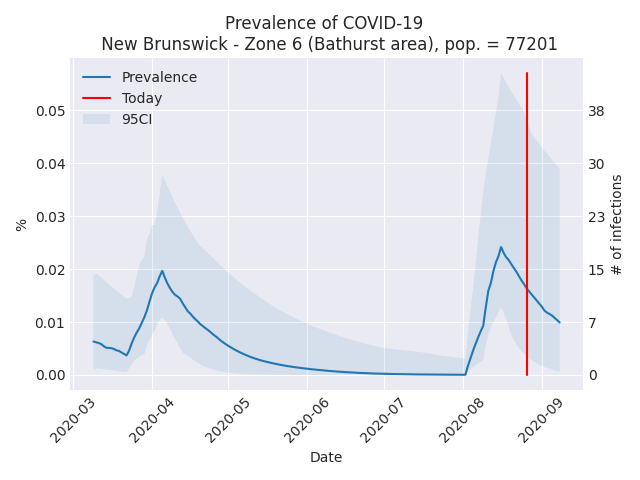 Prevalence of COVID-19
New Brunswick - Zone 6 (Bathurst area), pop. = 77201
Prevalence
Today
95CI
0.05
0.04
0.03
0.02
0.01
0.00
%
38
30
23
15
7
0
# of infections
2020-03
2020-04
2020-05
2020-06
2020-07
2020-08
2020-09
Date